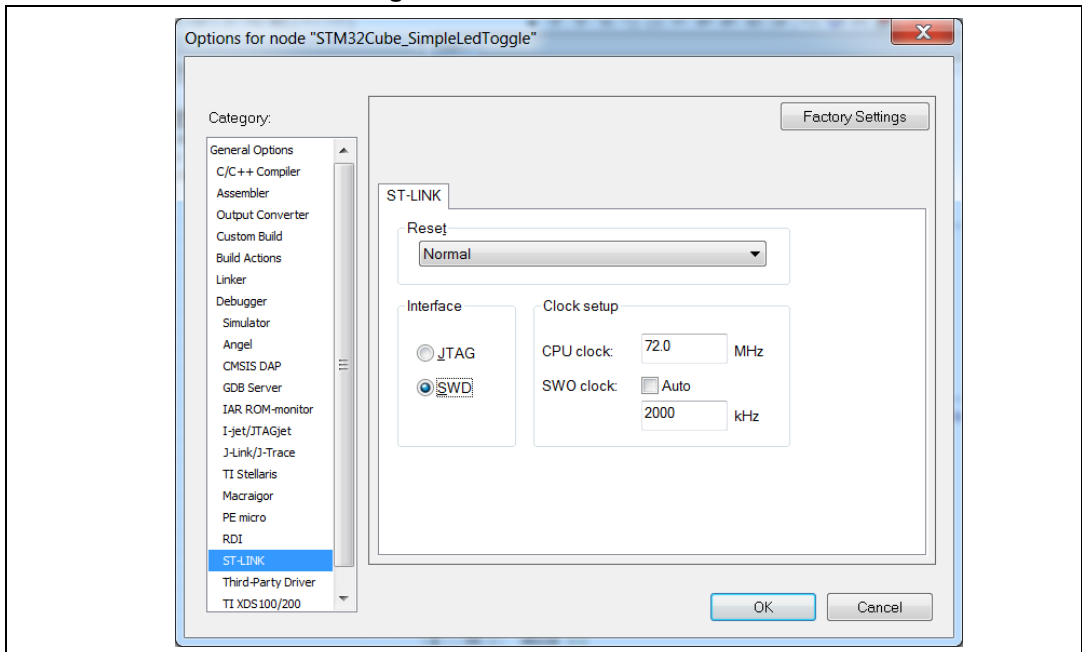 Options for node "STM32Cube_SimpleLedToggle"
Category:
Factory Settings
General Options
C/C++ Compiler
Assembler
Output Converter
Custom Build
Build Actions
Linker
Debugger
Simulator
Angel
CMSIS DAP
GDB Server
IAR ROM-monitor
I-jet/JTAGjet
J-Link/J-Trace
TI Stellaris
Macraigor
PE micro
RDI
ST-LINK
Third-Party Driver
TI XDS100/200
ST-LINK
Reset
Normal
Interface
JTAG
SWD
Clock setup
CPU clock: 72.0 MHz
SWO clock: Auto
2000 kHz
OK Cancel